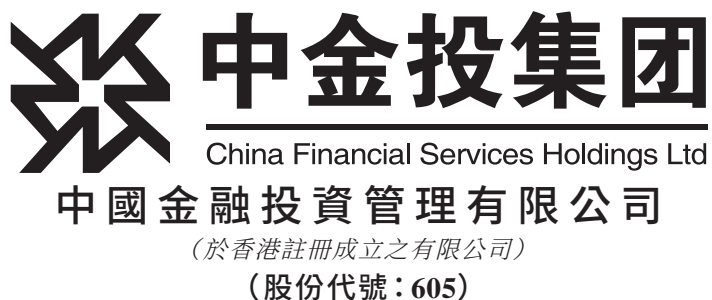 中金投集团
China Financial Services Holdings Ltd
中國金融投資管理有限公司
（於香港註冊成立之有限公司）
（股份代號：605）